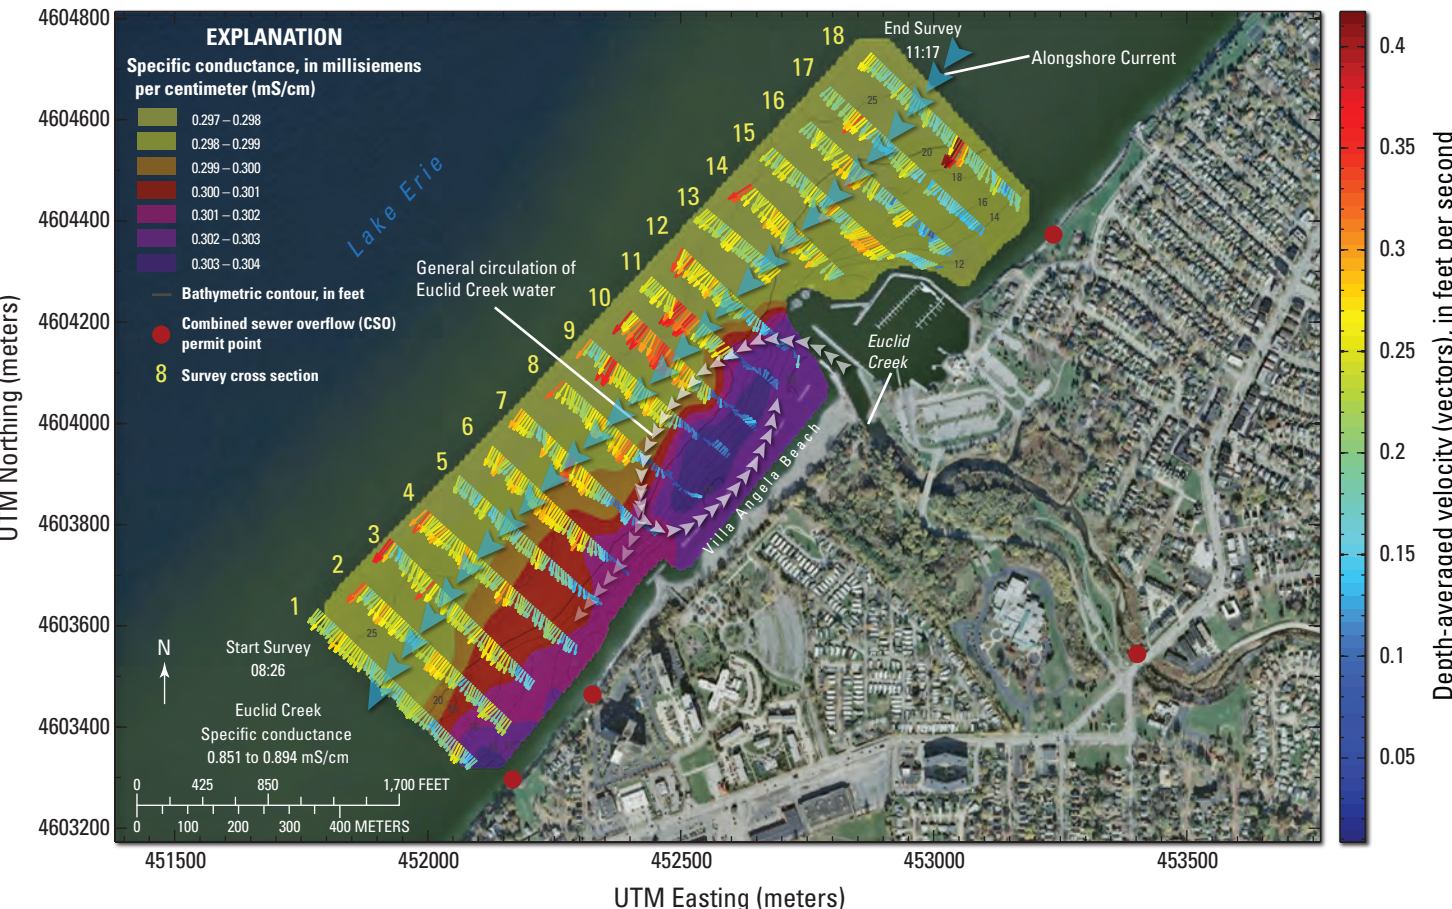 EXPLANATION
Specific conductance, in millisiemens
per centimeter (mS/cm)
0.297 – 0.298
0.298 – 0.299
0.299 – 0.300
0.300 – 0.301
0.301 – 0.302
0.302 – 0.303
0.303 – 0.304
Bathymetric contour, in feet
Combined sewer overflow (CSO)
permit point
8 Survey cross section
Lake Erie
General circulation of
Euclid Creek water
End Survey
11:17
Alongshore Current
Euclid
Creek
Villa Angela Beach
18
17
16
15
14
13
12
11
10
9
8
7
6
5
4
3
2
1
25
20
18
16
14
12
25
20
N
Start Survey
08:26
Euclid Creek
Specific conductance
0.851 to 0.894 mS/cm
0 425 850 1,700 FEET
0 100 200 300 400 METERS
4604800
4604600
4604400
4604200
4604000
4603800
4603600
4603400
4603200
UTM Northing (meters)
451500 452000 452500 453000 453500
UTM Easting (meters)
0.4
0.35
0.3
0.25
0.2
0.15
0.1
0.05
Depth-averaged velocity (vectors), in feet per second